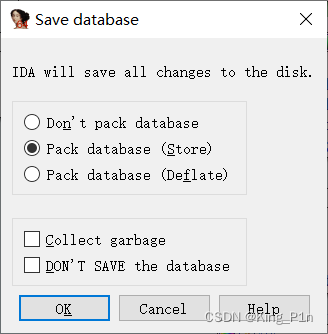 Save database
IDA will save all changes to the disk.
Don't pack database
Pack database (Store)
Pack database (Deflate)
Collect garbage
DON'T SAVE the database
OK Cancel Help
CSDN @King_P1n